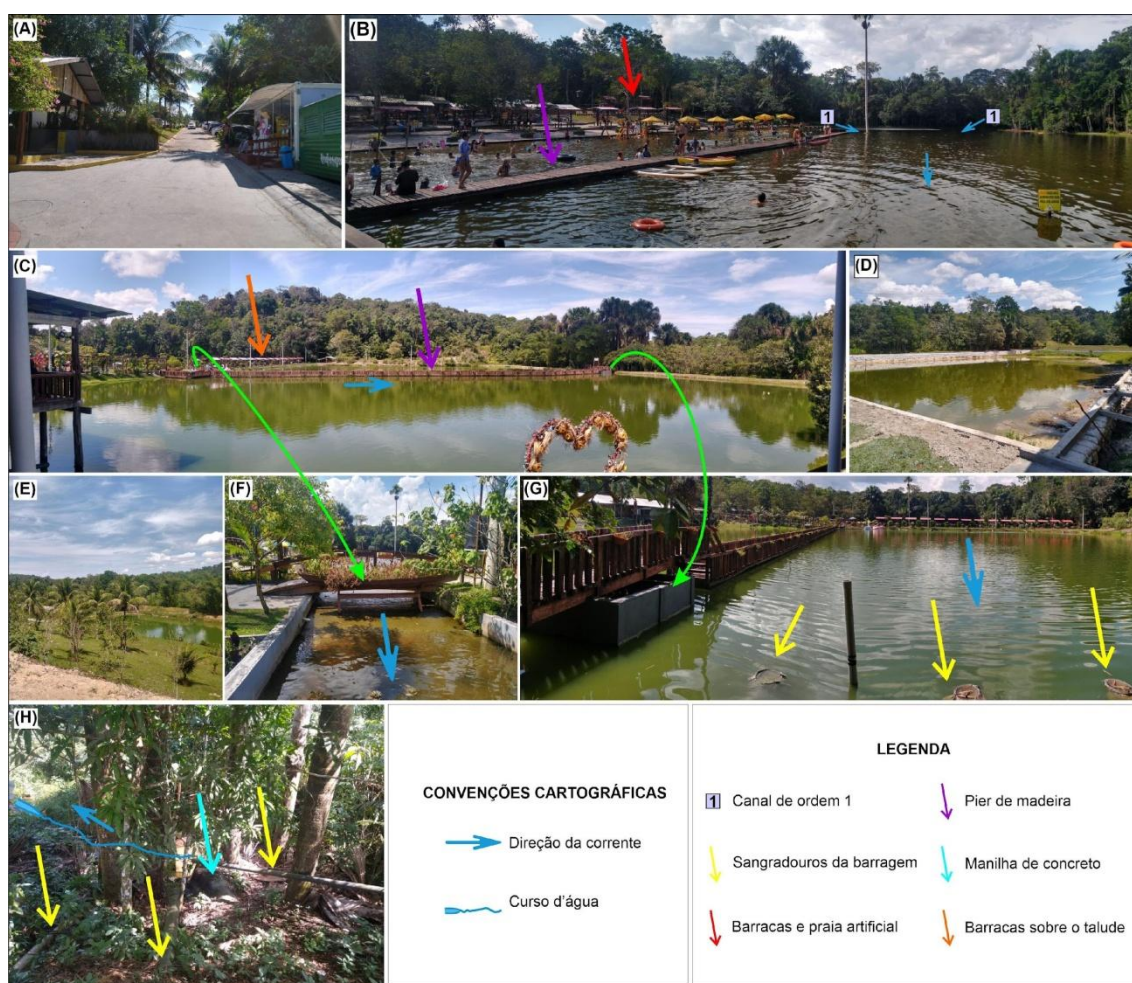 (A)
(B)
1
1
(C)
(D)
(E)
(F)
(G)
(H)
CONVENÇÕES CARTOGRÁFICAS
Direção da corrente
Curso d'água
LEGENDA
1 Canal de ordem 1
Pier de madeira
Sangradouros da barragem
Manilha de concreto
Barracas e praia artificial
Barracas sobre o talude